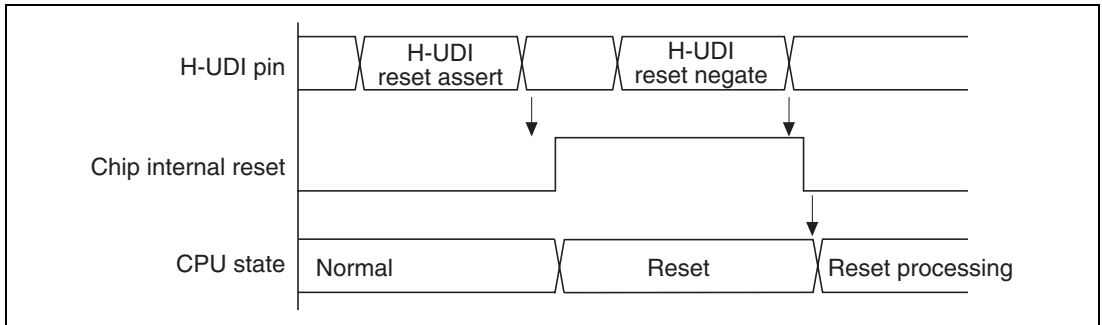 H-UDI pin
H-UDI
reset assert
H-UDI
reset negate
Chip internal reset
CPU state
Normal
Reset
Reset processing